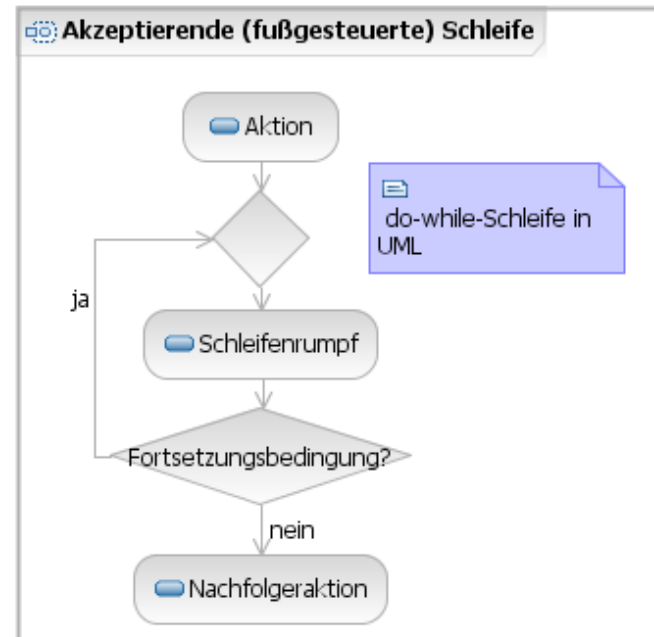 Akzeptierende (fußgesteuerte) Schleife
Aktion
do-while-Schleife in
UML
ja
Schleifenrumpf
Fortsetzungsbedingung?
nein
Nachfolgeraktion